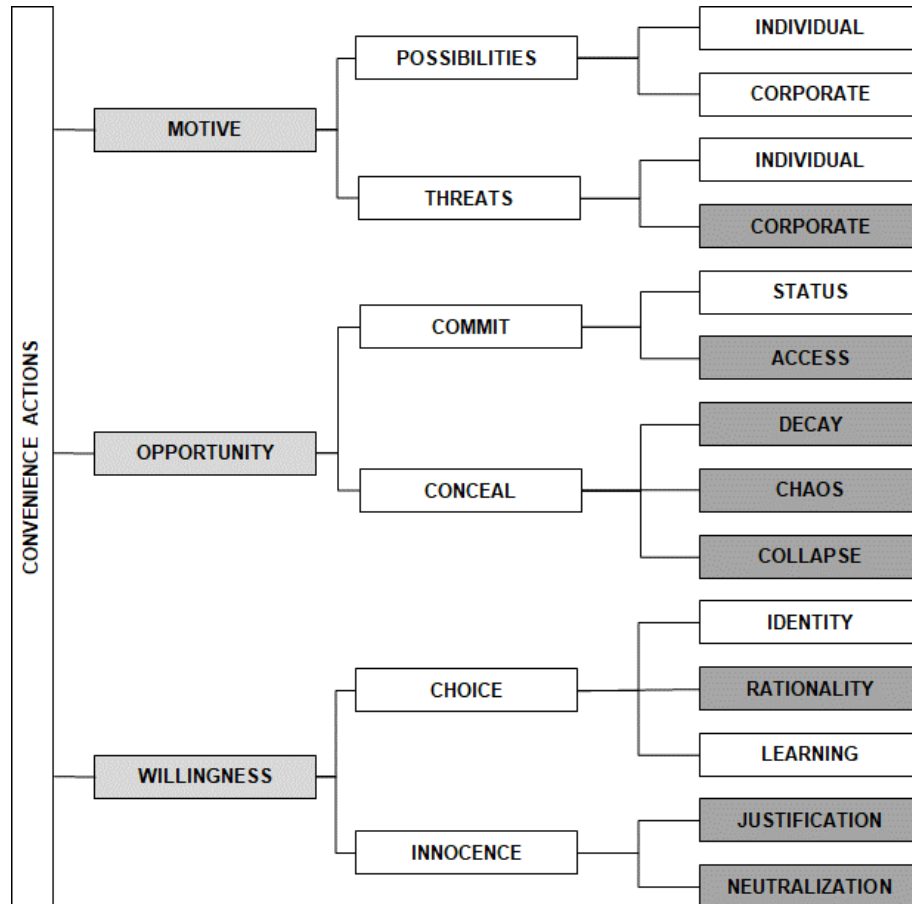 CONVENIENCE ACTIONS
MOTIVE
POSSIBILITIES
INDIVIDUAL
CORPORATE
THREATS
INDIVIDUAL
CORPORATE
OPPORTUNITY
COMMIT
STATUS
ACCESS
CONCEAL
DECAY
CHAOS
COLLAPSE
WILLINGNESS
CHOICE
IDENTITY
RATIONALITY
LEARNING
INNOCENCE
JUSTIFICATION
NEUTRALIZATION